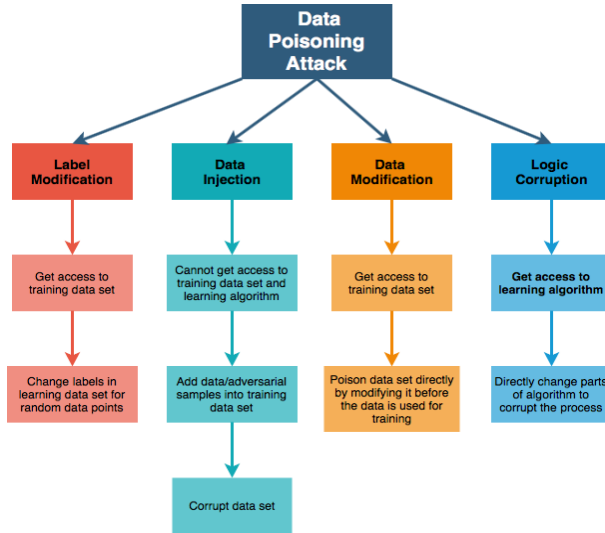 Data
Poisoning
Attack
Label
Modification
Data
Injection
Data
Modification
Logic
Corruption
Get access to
training data set
Cannot get access to
training data set and
learning algorithm
Get access to
training data set
Get access to
learning algorithm
Change labels in
learning data set for
random data points
Add data/adversarial
samples into training
data set
Poison data set directly
by modifying it before
the data is used for
training
Directly change parts
of algorithm to
corrupt the process
Corrupt data set